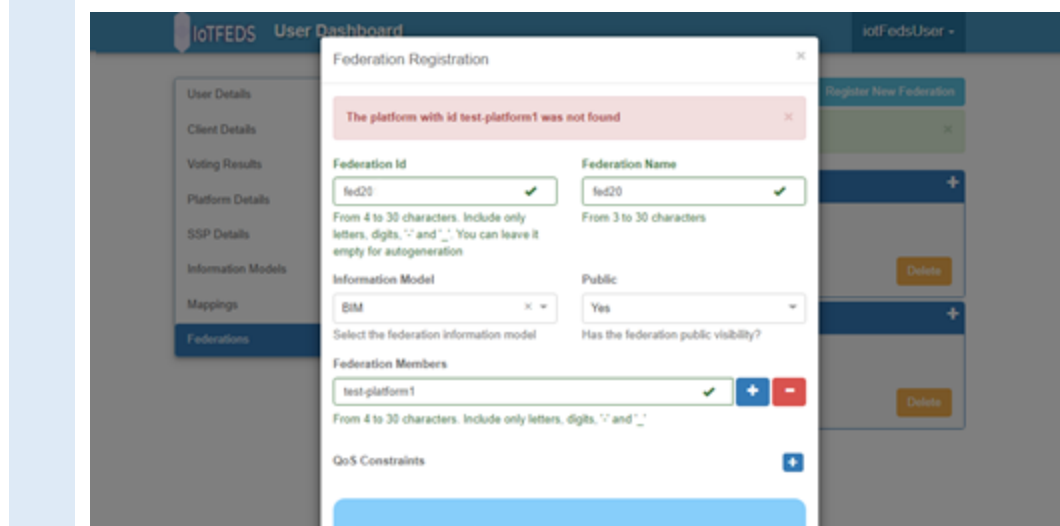 IoTFEDS User Dashboard iotFedsUser
Federation Registration ×
User Details Register New Federation
The platform with id test-platform1 was not found ×
Client Details ×
Voting Results Federation Id Federation Name
fed20 fed20
Platform Details
From 4 to 30 characters. Include only From 3 to 30 characters
letters, digits, '-' and '_'. You can leave it
SSP Details
empty for autogeneration
Information Models Information Model Public
Delete
Mappings BIM × Yes
Select the federation information model Has the federation public visibility?
Federations
Federation Members
test-platform1 + -
Delete
From 4 to 30 characters. Include only letters, digits, '-' and '_'
QoS Constraints +